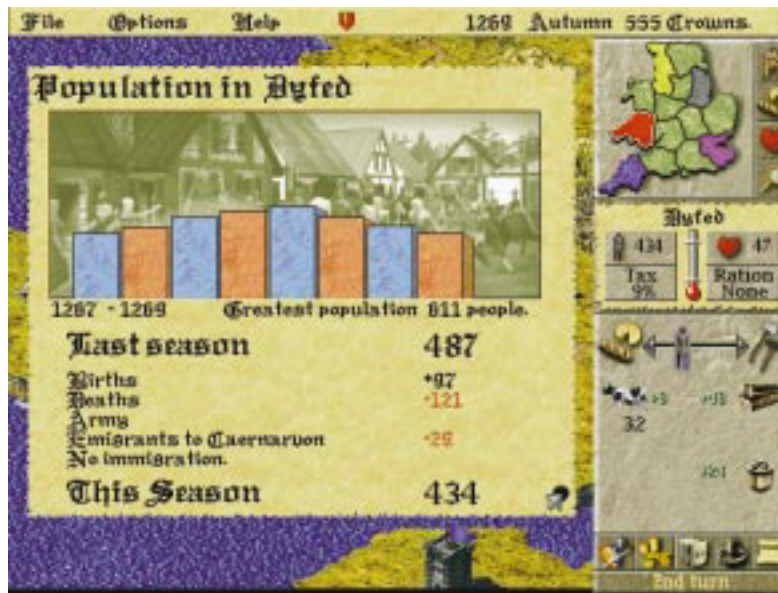 File Options Help 1269 Autumn 555 Crowns.
Population in Dyfed
1267 - 1269 Greatest population 611 people.
Last season 487
Births +97
Deaths -121
Army
Emigrants to Caernarvon -29
No immigration.
This Season 434
Dyfed
434 47
Tax 9% Ration None
32
End turn